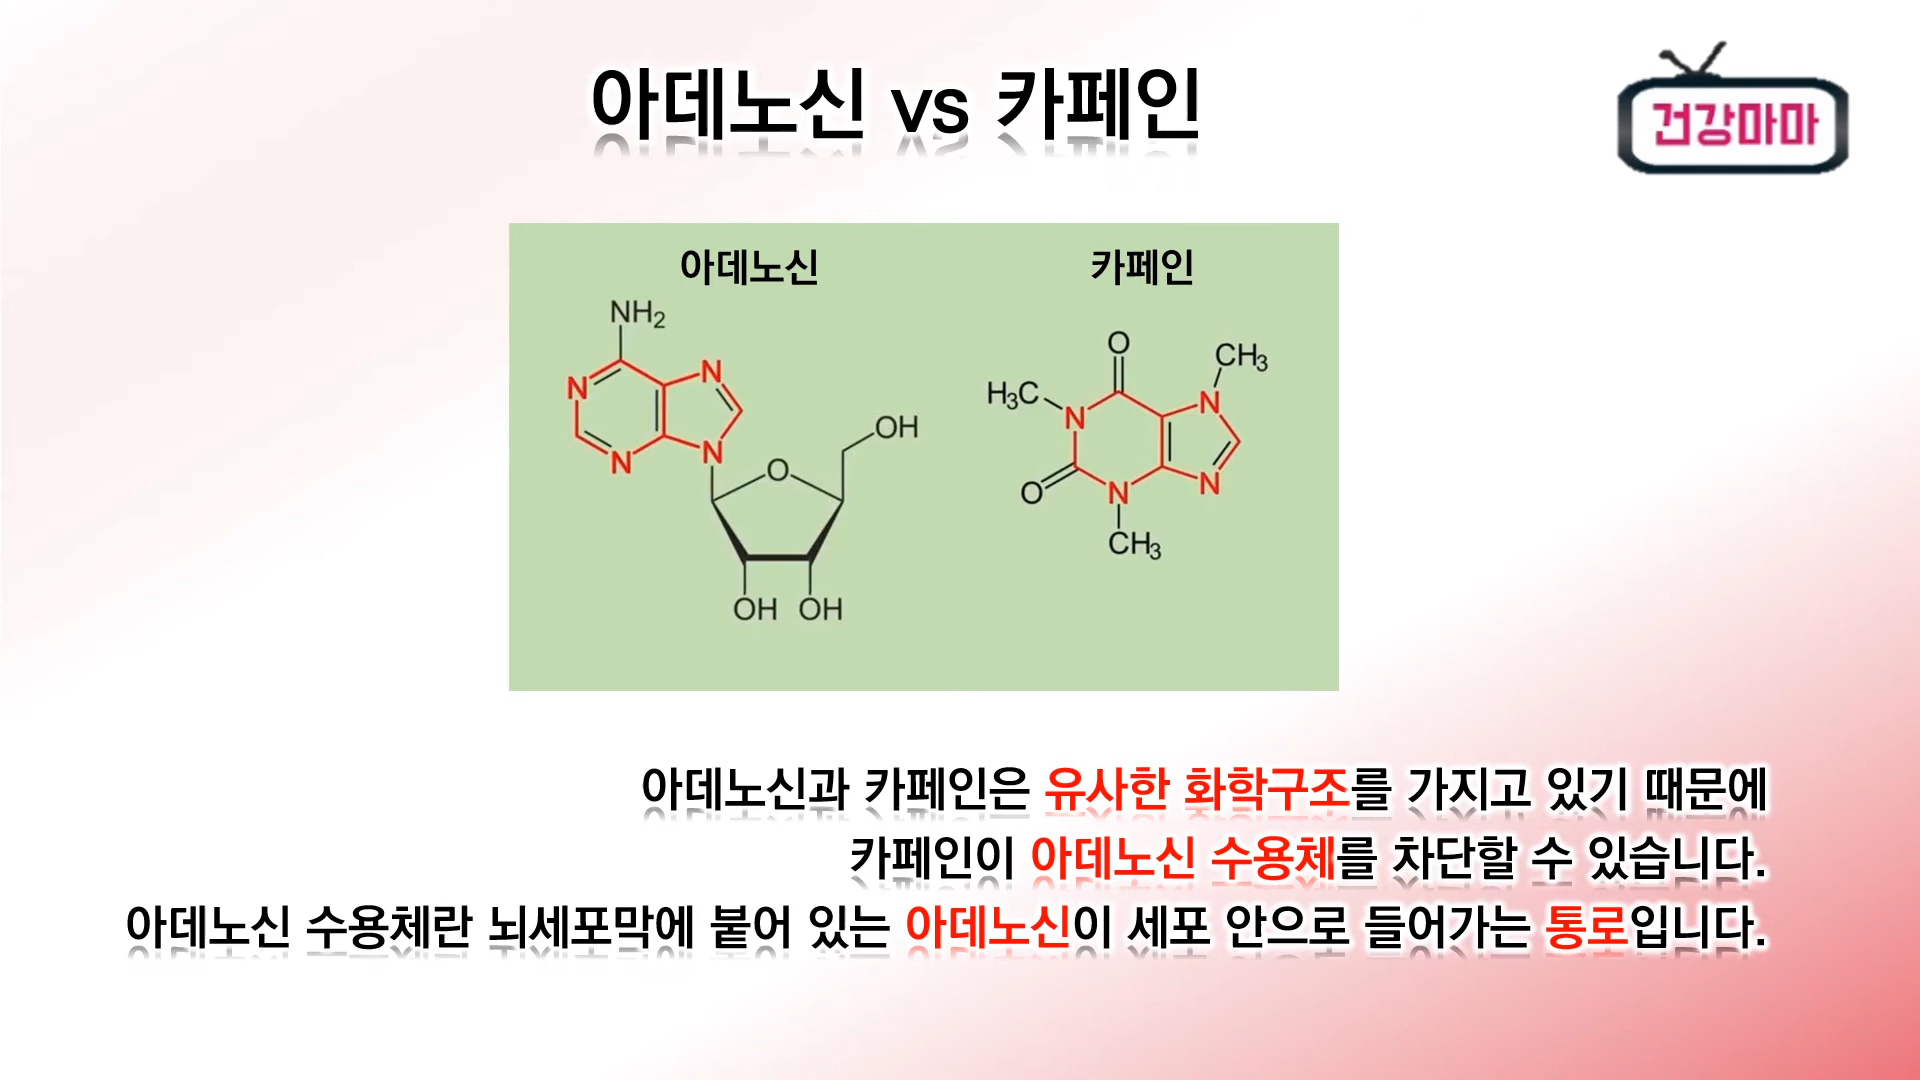 아데노신 vs 카페인
건강마마
아데노신
카페인
NH2
N
N
N
N
O
OH
OH
OH
O
CH3
H3C
N
N
O
N
N
CH3
아데노신과 카페인은 유사한 화학구조를 가지고 있기 때문에
카페인이 아데노신 수용체를 차단할 수 있습니다.
아데노신 수용체란 뇌세포막에 붙어 있는 아데노신이 세포 안으로 들어가는 통로입니다.